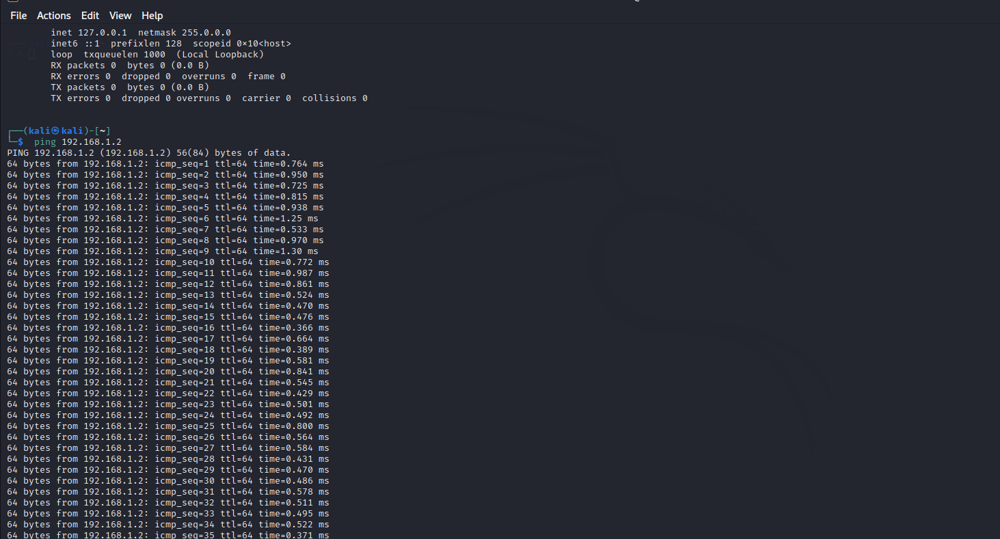 File Actions Edit View Help
inet 127.0.0.1 netmask 255.0.0.0
inet6 ::1 prefixlen 128 scopeid 0×10<host>
loop txqueuelen 1000 (Local Loopback)
RX packets 0 bytes 0 (0.0 B)
RX errors 0 dropped 0 overruns 0 frame 0
TX packets 0 bytes 0 (0.0 B)
TX errors 0 dropped 0 overruns 0 carrier 0 collisions 0
┌──(kali㉿kali)-[~]
└─$ ping 192.168.1.2
PING 192.168.1.2 (192.168.1.2) 56(84) bytes of data.
64 bytes from 192.168.1.2: icmp_seq=1 ttl=64 time=0.764 ms
64 bytes from 192.168.1.2: icmp_seq=2 ttl=64 time=0.950 ms
64 bytes from 192.168.1.2: icmp_seq=3 ttl=64 time=0.725 ms
64 bytes from 192.168.1.2: icmp_seq=4 ttl=64 time=0.815 ms
64 bytes from 192.168.1.2: icmp_seq=5 ttl=64 time=0.938 ms
64 bytes from 192.168.1.2: icmp_seq=6 ttl=64 time=1.25 ms
64 bytes from 192.168.1.2: icmp_seq=7 ttl=64 time=0.533 ms
64 bytes from 192.168.1.2: icmp_seq=8 ttl=64 time=0.970 ms
64 bytes from 192.168.1.2: icmp_seq=9 ttl=64 time=1.30 ms
64 bytes from 192.168.1.2: icmp_seq=10 ttl=64 time=0.772 ms
64 bytes from 192.168.1.2: icmp_seq=11 ttl=64 time=0.987 ms
64 bytes from 192.168.1.2: icmp_seq=12 ttl=64 time=0.861 ms
64 bytes from 192.168.1.2: icmp_seq=13 ttl=64 time=0.524 ms
64 bytes from 192.168.1.2: icmp_seq=14 ttl=64 time=0.470 ms
64 bytes from 192.168.1.2: icmp_seq=15 ttl=64 time=0.476 ms
64 bytes from 192.168.1.2: icmp_seq=16 ttl=64 time=0.366 ms
64 bytes from 192.168.1.2: icmp_seq=17 ttl=64 time=0.664 ms
64 bytes from 192.168.1.2: icmp_seq=18 ttl=64 time=0.389 ms
64 bytes from 192.168.1.2: icmp_seq=19 ttl=64 time=0.581 ms
64 bytes from 192.168.1.2: icmp_seq=20 ttl=64 time=0.841 ms
64 bytes from 192.168.1.2: icmp_seq=21 ttl=64 time=0.545 ms
64 bytes from 192.168.1.2: icmp_seq=22 ttl=64 time=0.429 ms
64 bytes from 192.168.1.2: icmp_seq=23 ttl=64 time=0.501 ms
64 bytes from 192.168.1.2: icmp_seq=24 ttl=64 time=0.492 ms
64 bytes from 192.168.1.2: icmp_seq=25 ttl=64 time=0.800 ms
64 bytes from 192.168.1.2: icmp_seq=26 ttl=64 time=0.564 ms
64 bytes from 192.168.1.2: icmp_seq=27 ttl=64 time=0.584 ms
64 bytes from 192.168.1.2: icmp_seq=28 ttl=64 time=0.431 ms
64 bytes from 192.168.1.2: icmp_seq=29 ttl=64 time=0.470 ms
64 bytes from 192.168.1.2: icmp_seq=30 ttl=64 time=0.486 ms
64 bytes from 192.168.1.2: icmp_seq=31 ttl=64 time=0.578 ms
64 bytes from 192.168.1.2: icmp_seq=32 ttl=64 time=0.511 ms
64 bytes from 192.168.1.2: icmp_seq=33 ttl=64 time=0.495 ms
64 bytes from 192.168.1.2: icmp_seq=34 ttl=64 time=0.522 ms
64 bytes from 192.168.1.2: icmp_seq=35 ttl=64 time=0.371 ms